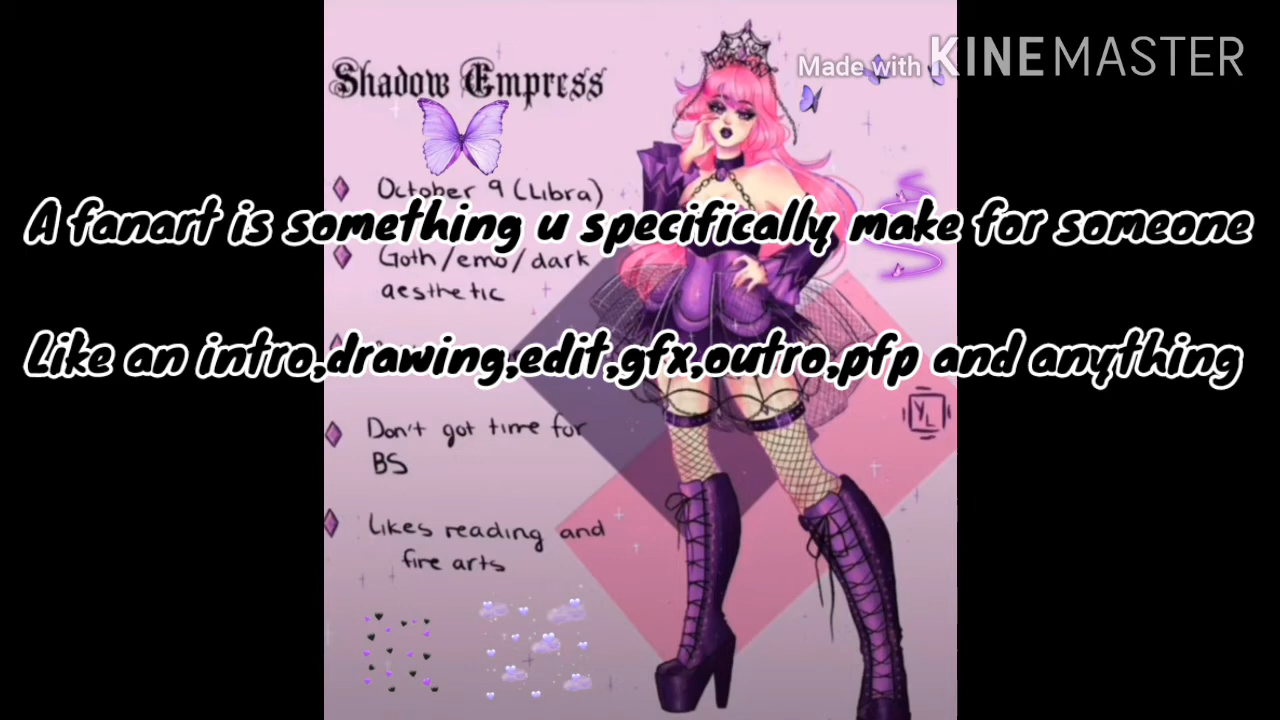 Made with KINEMASTER
Shadow Empress
October 9 (Libra)
A fanart is something u specifically make for someone
Goth/emo/dark
aesthetic
Like an intro,drawing,edit,gfx,outro,pfp and anything
Don't got time for
BS
YL
Likes reading and
fire arts